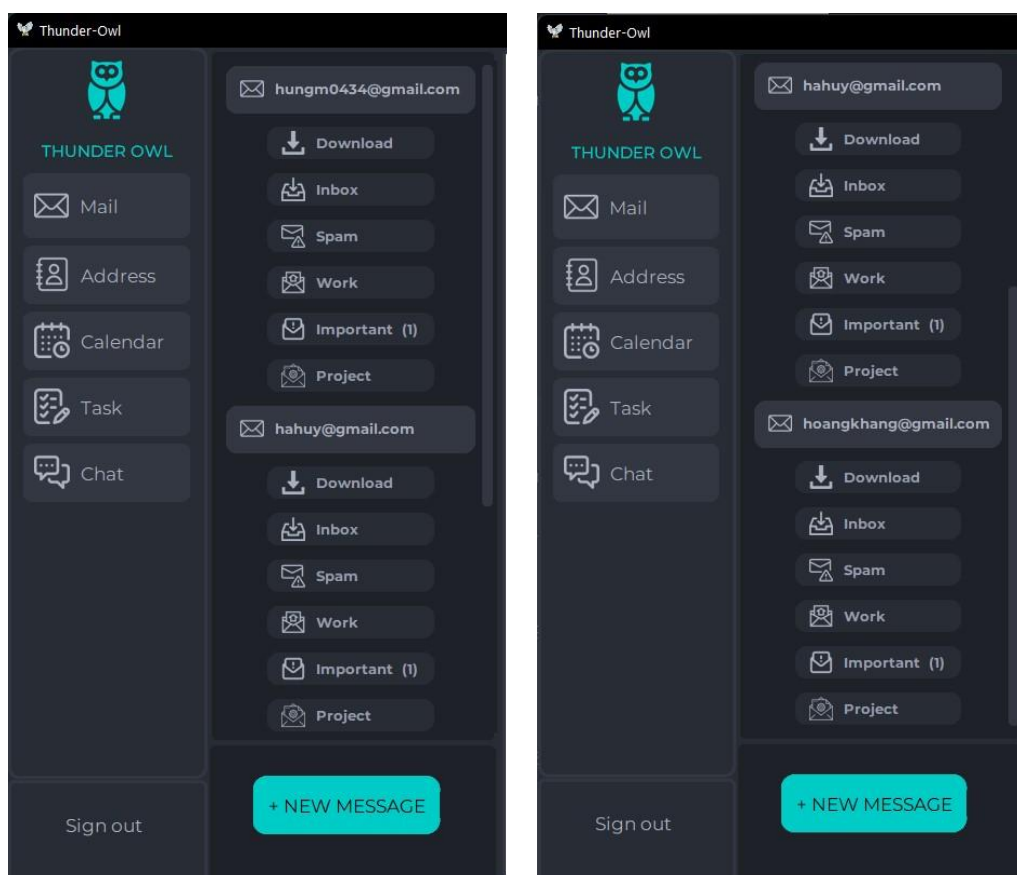 Thunder-Owl
THUNDER OWL
Mail
Address
Calendar
Task
Chat
Sign out
hungm0434@gmail.com
Download
Inbox
Spam
Work
Important (1)
Project
hahuy@gmail.com
Download
Inbox
Spam
Work
Important (1)
Project
+ NEW MESSAGE
Thunder-Owl
THUNDER OWL
Mail
Address
Calendar
Task
Chat
Sign out
hahuy@gmail.com
Download
Inbox
Spam
Work
Important (1)
Project
hoangkhang@gmail.com
Download
Inbox
Spam
Work
Important (1)
Project
+ NEW MESSAGE